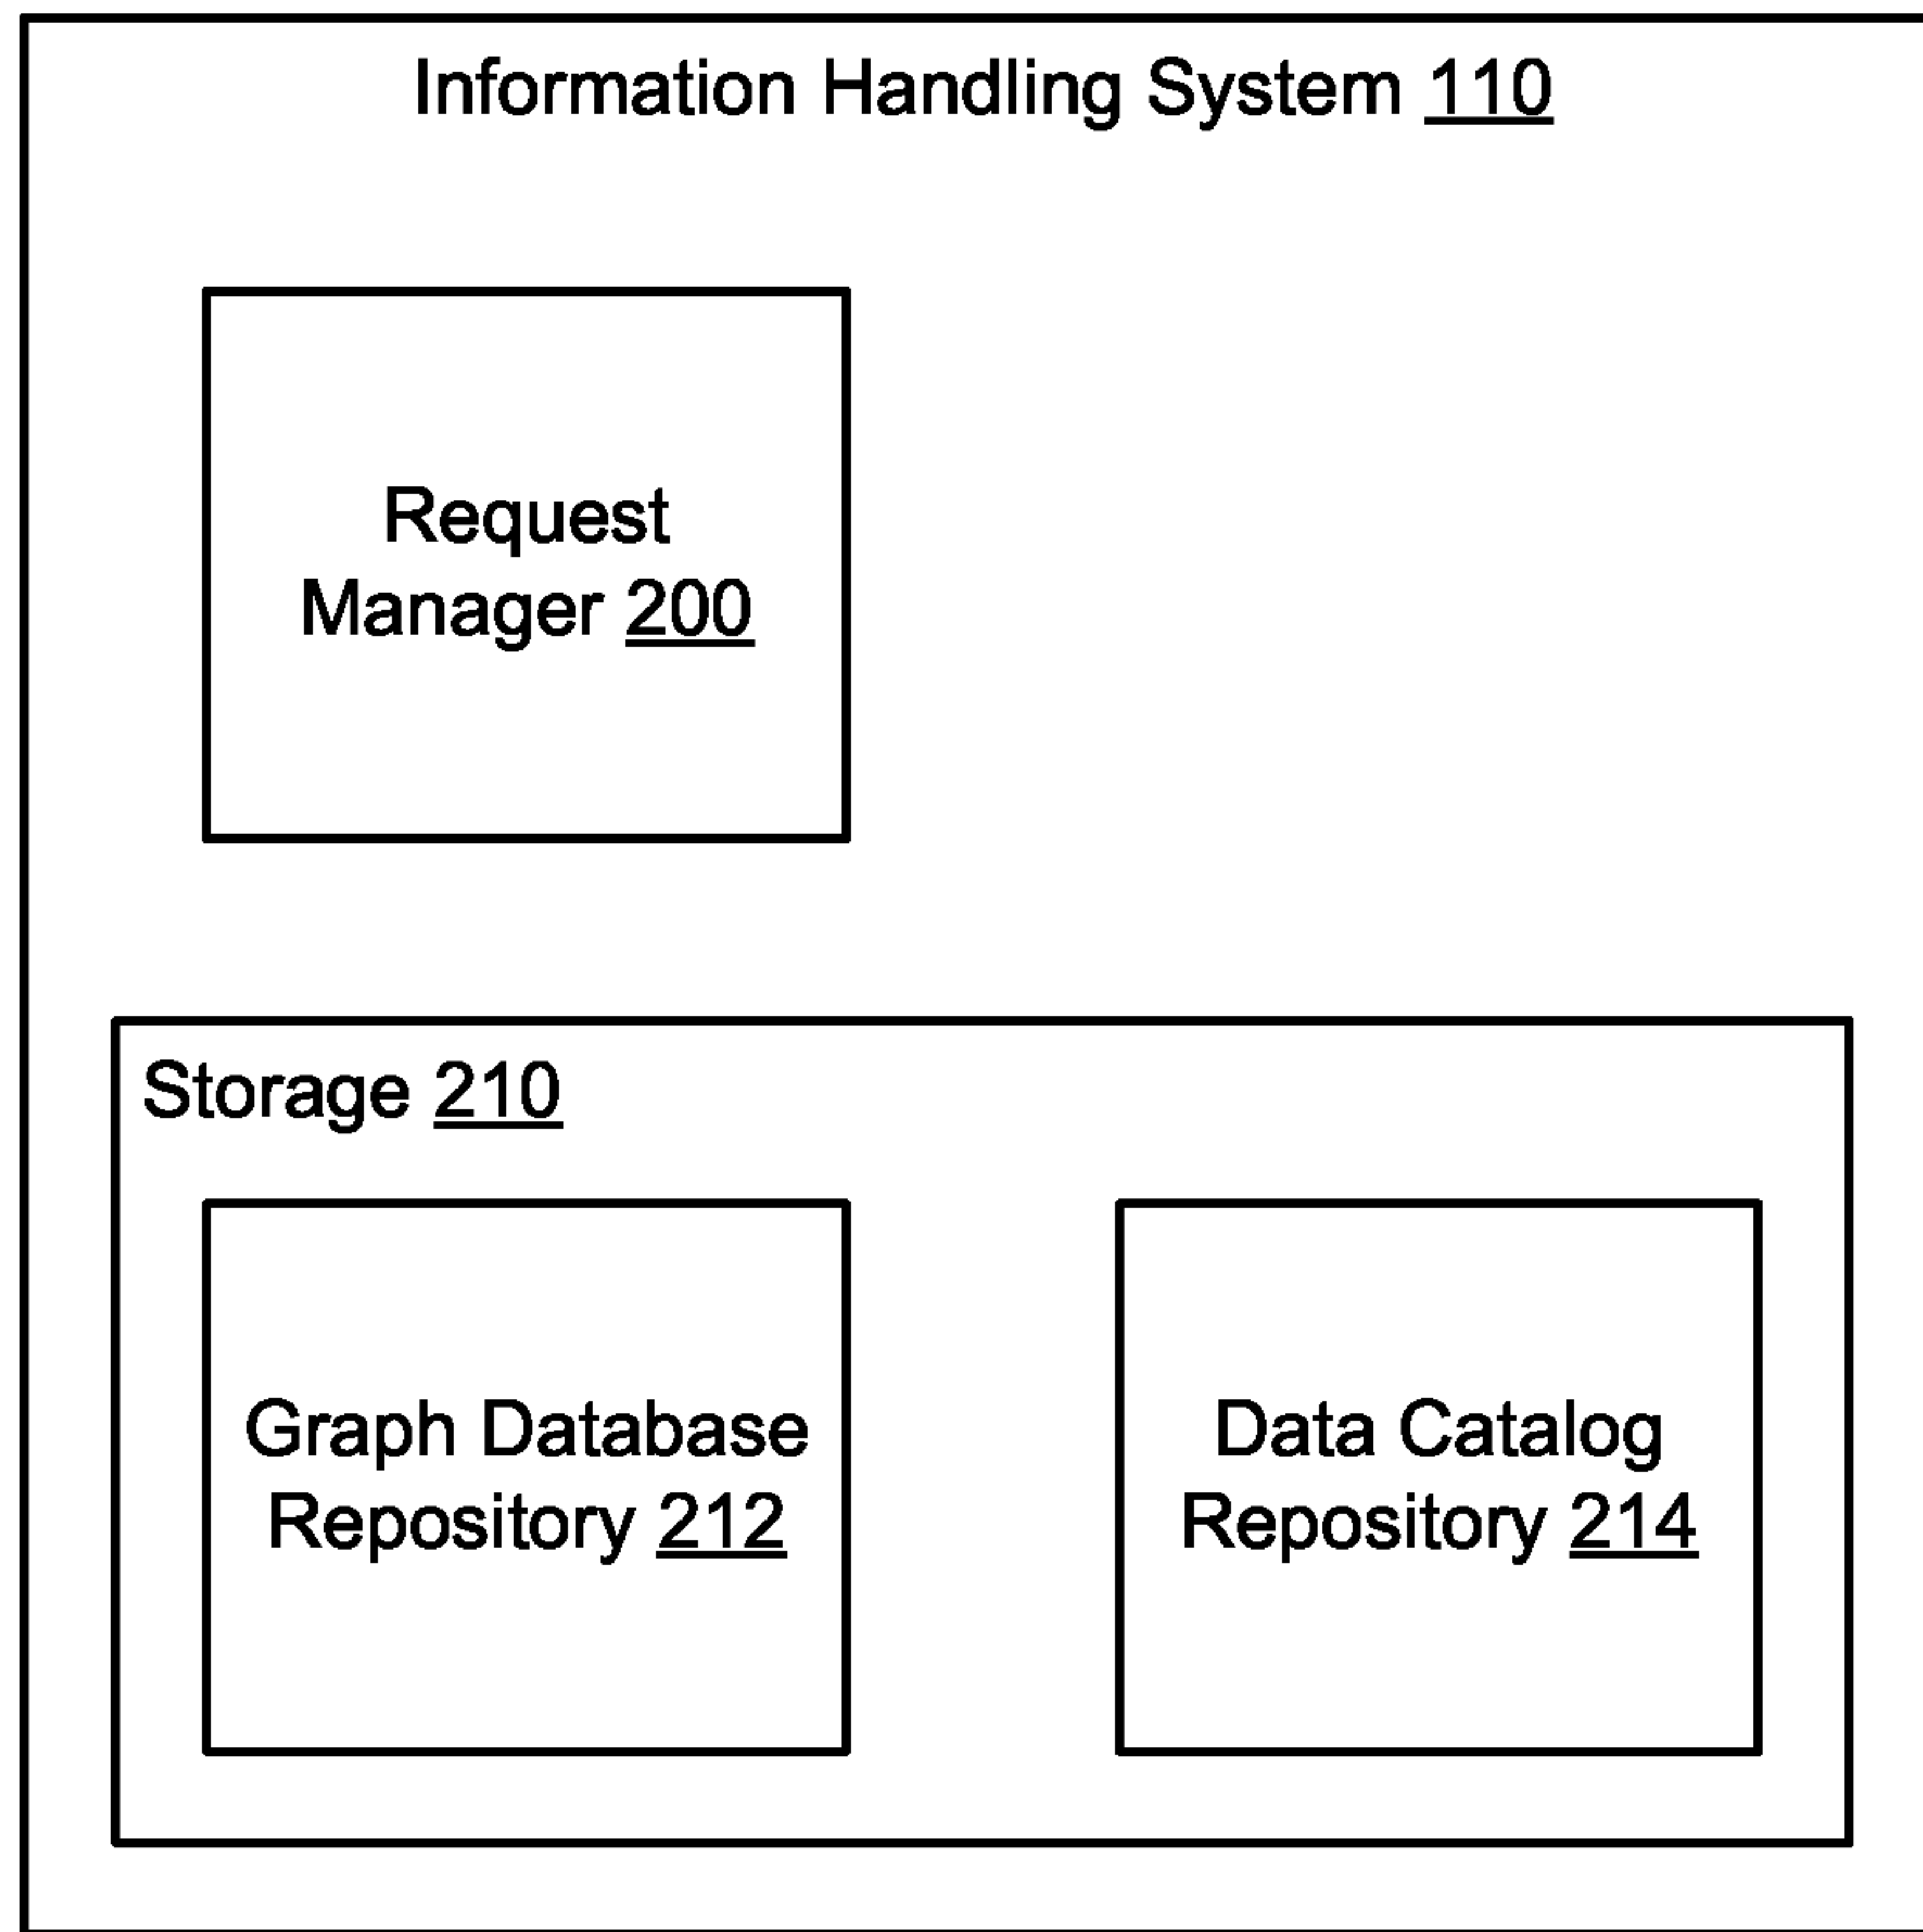 Information Handling System 110
Request
Manager 200
Storage 210
Graph Database
Repository 212
Data Catalog
Repository 214